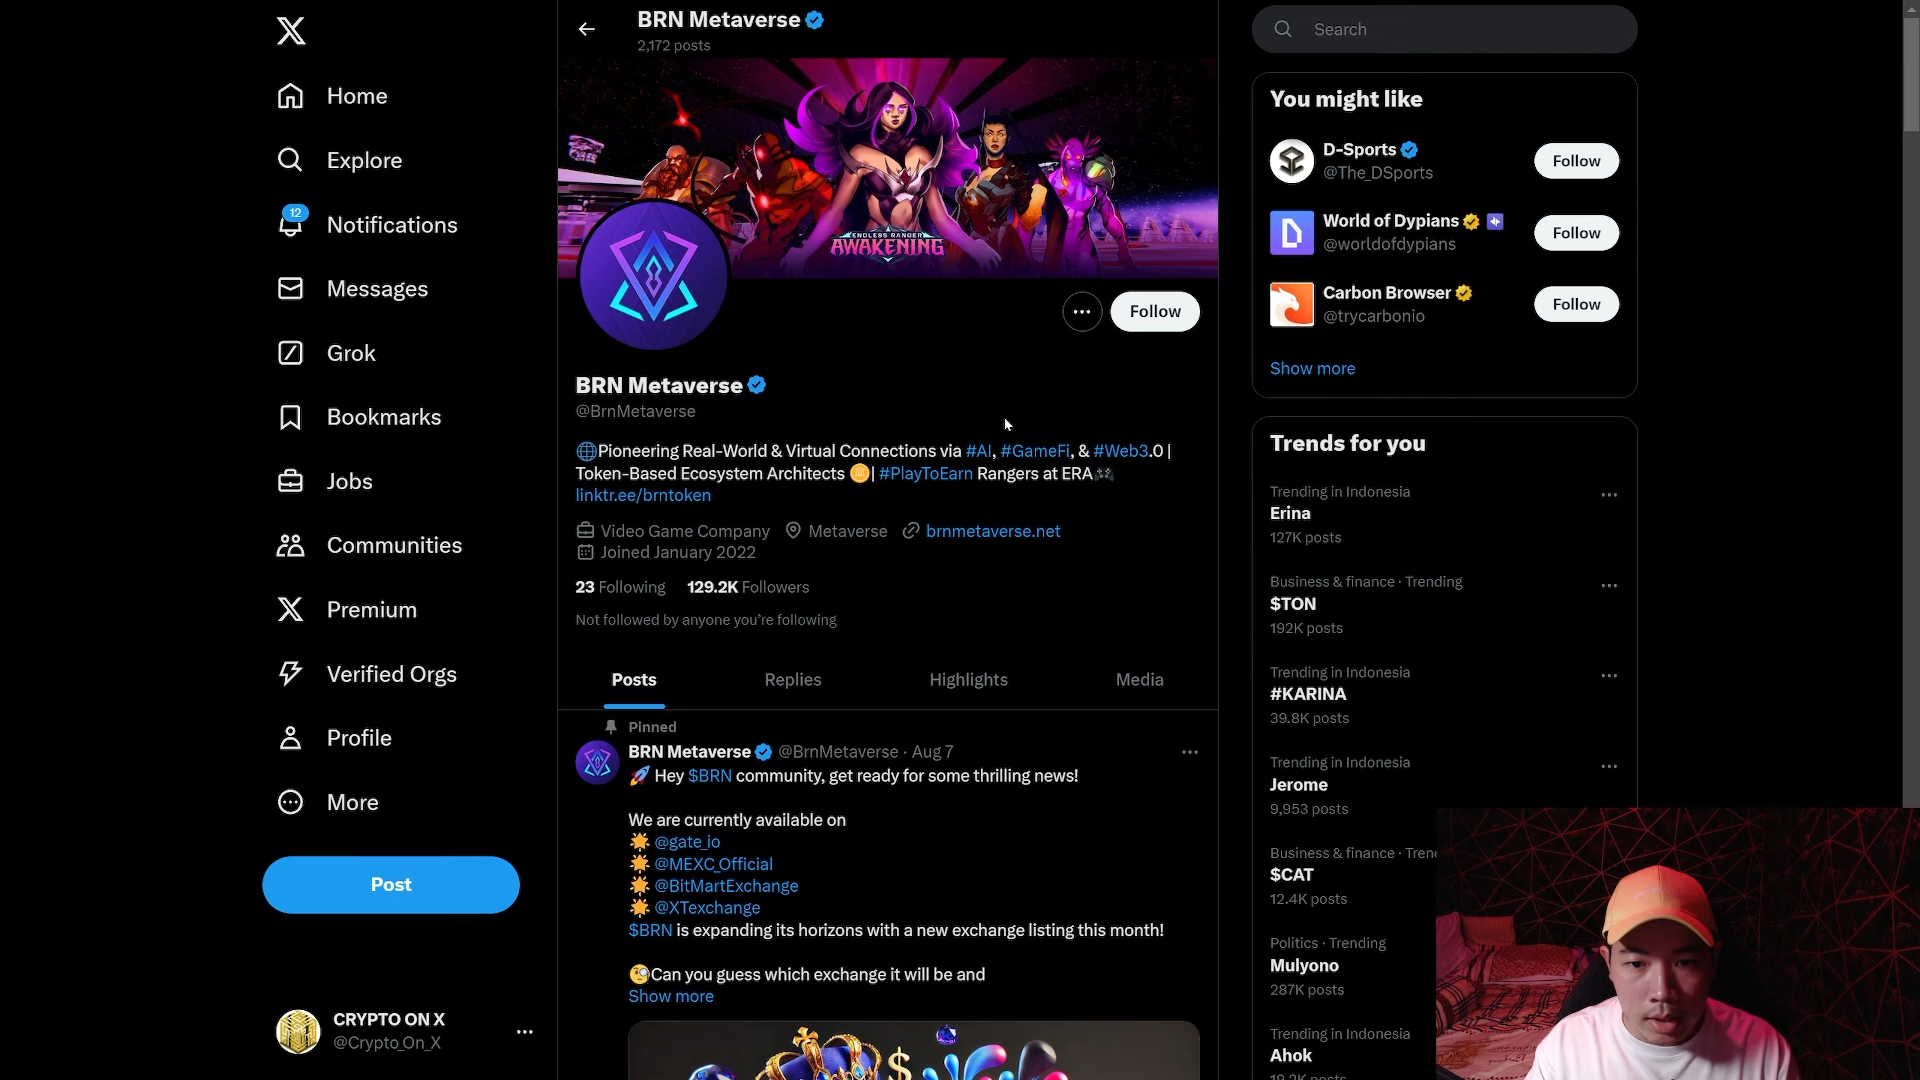 Home
Explore
12
Notifications
Messages
Grok
Bookmarks
Jobs
Communities
Premium
Verified Orgs
Profile
More
Post
CRYPTO ON X
@Crypto_On_X
BRN Metaverse
2,172 posts
ENDLESS RANGER
AWAKENING
Follow
BRN Metaverse
@BrnMetaverse
🌐Pioneering Real-World & Virtual Connections via #AI, #GameFi, & #Web3.0 |
Token-Based Ecosystem Architects 🪙| #PlayToEarn Rangers at ERA🎮
linktr.ee/brntoken
Video Game Company Metaverse brnmetaverse.net
Joined January 2022
23 Following 129.2K Followers
Not followed by anyone you’re following
Posts Replies Highlights Media
Pinned
BRN Metaverse @BrnMetaverse · Aug 7
🚀 Hey $BRN community, get ready for some thrilling news!
We are currently available on
🌟 @gate_io
🌟 @MEXC_Official
🌟 @BitMartExchange
🌟 @XTexchange
$BRN is expanding its horizons with a new exchange listing this month!
🧐Can you guess which exchange it will be and
Show more
$
Search
You might like
D-Sports
@The_DSports
Follow
World of Dypians
@worldofdypians
Follow
Carbon Browser
@trycarbonio
Follow
Show more
Trends for you
Trending in Indonesia
Erina
127K posts
Business & finance · Trending
$TON
192K posts
Trending in Indonesia
#KARINA
39.8K posts
Trending in Indonesia
Jerome
9,953 posts
Business & finance
$CAT
12.4K posts
Politics · Trending
Mulyono
287K posts
Trending in Indonesia
Ahok